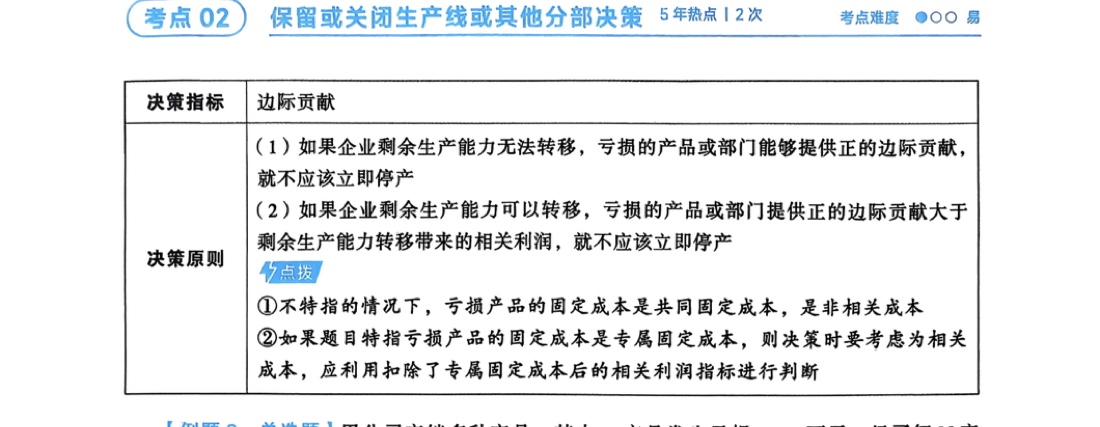 考点 02 保留或关闭生产线或其他分部决策 5年热点 | 2次 考点难度 易
决策指标 边际贡献
(1)如果企业剩余生产能力无法转移，亏损的产品或部门能够提供正的边际贡献，
就不应该立即停产
(2)如果企业剩余生产能力可以转移，亏损的产品或部门提供正的边际贡献大于
剩余生产能力转移带来的相关利润，就不应该立即停产
决策原则
点拨
①不特指的情况下，亏损产品的固定成本是共同固定成本，是非相关成本
②如果题目特指亏损产品的固定成本是专属固定成本，则决策时要考虑为相关
成本，应利用扣除了专属固定成本后的相关利润指标进行判断